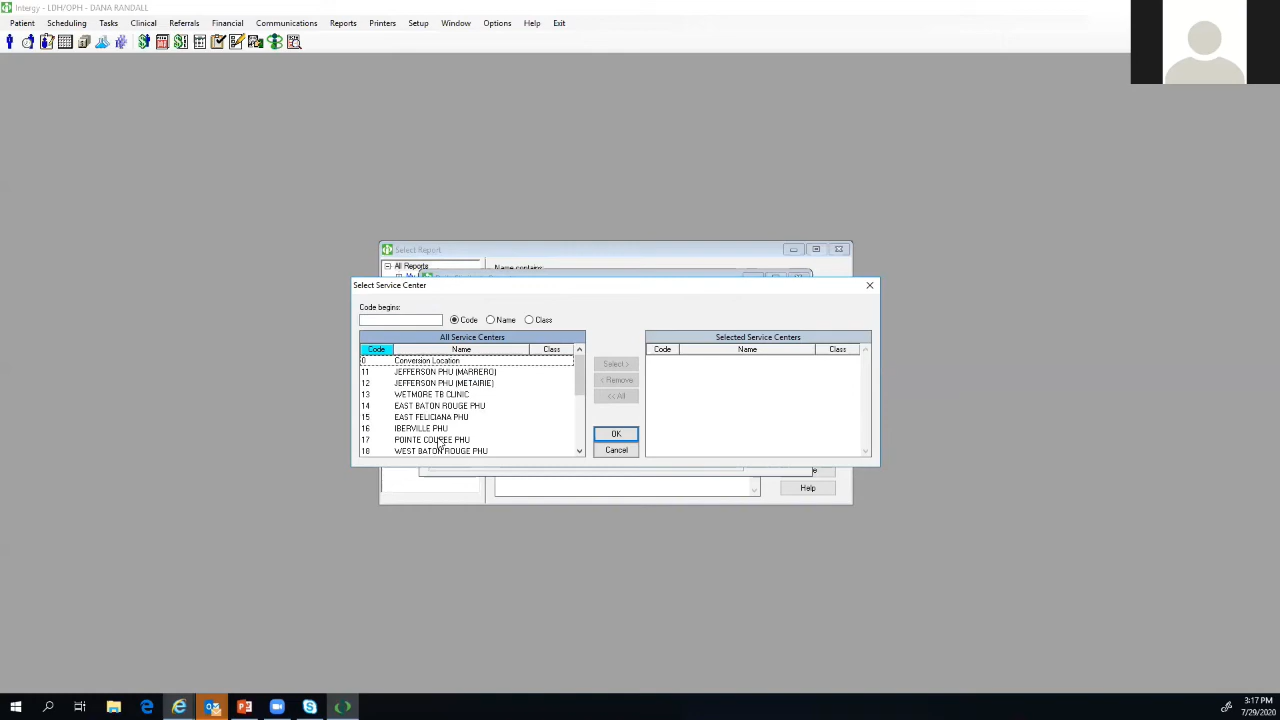 Intergy - LDH/OPH - DANA RANDALL
Patient Scheduling Tasks Clinical Referrals Financial Communications Reports Printers Setup Window Options Help Exit
Select Report
All Reports
Name contains:
Select Service Center
Code begins:
Code Name Class
All Service Centers
Code Name Class
0 Conversion Location
11 JEFFERSON PHU (MARRERO)
12 JEFFERSON PHU (METAIRIE)
13 WETMORE TB CLINIC
14 EAST BATON ROUGE PHU
15 EAST FELICIANA PHU
16 IBERVILLE PHU
17 POINTE COUPEE PHU
18 WEST BATON ROUGE PHU
Select >
< Remove
<< All
OK
Cancel
Selected Service Centers
Code Name Class
Help
3:17 PM
7/29/2020